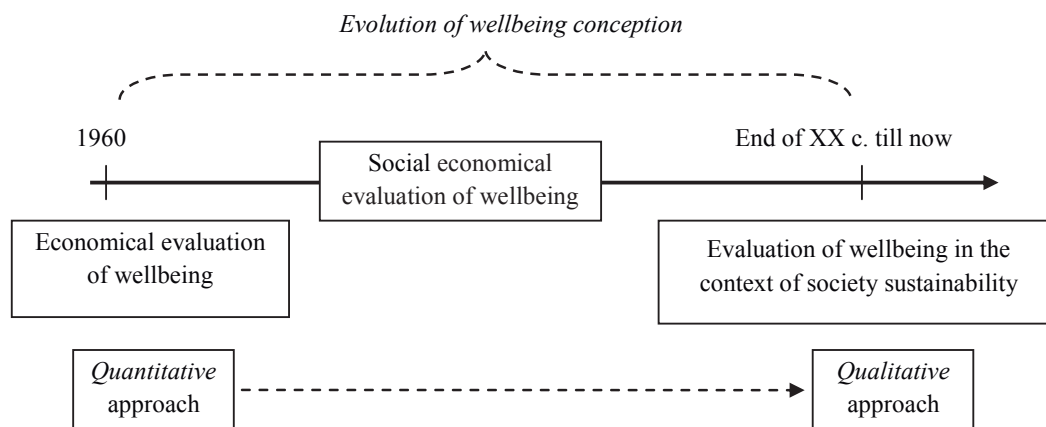 Evolution of wellbeing conception
1960
End of XX c. till now
Social economical
evaluation of wellbeing
Economical evaluation
of wellbeing
Evaluation of wellbeing in the
context of society sustainability
Quantitative
approach
Qualitative
approach